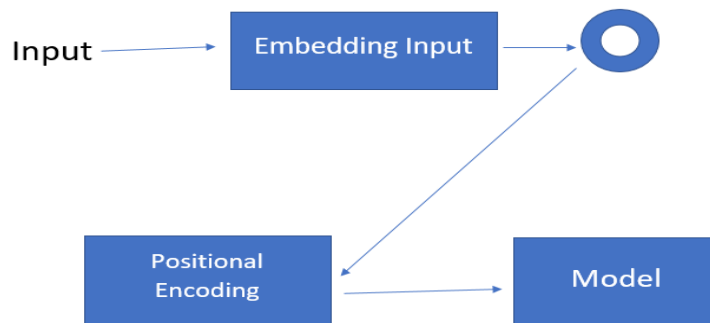 Input
Embedding Input
Positional
Encoding
Model